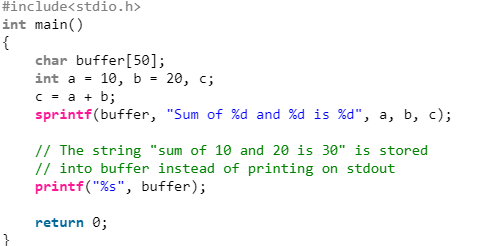 #include<stdio.h>
int main()
{
    char buffer[50];
    int a = 10, b = 20, c;
    c = a + b;
    sprintf(buffer, "Sum of %d and %d is %d", a, b, c);

    // The string "sum of 10 and 20 is 30" is stored
    // into buffer instead of printing on stdout
    printf("%s", buffer);

    return 0;
}